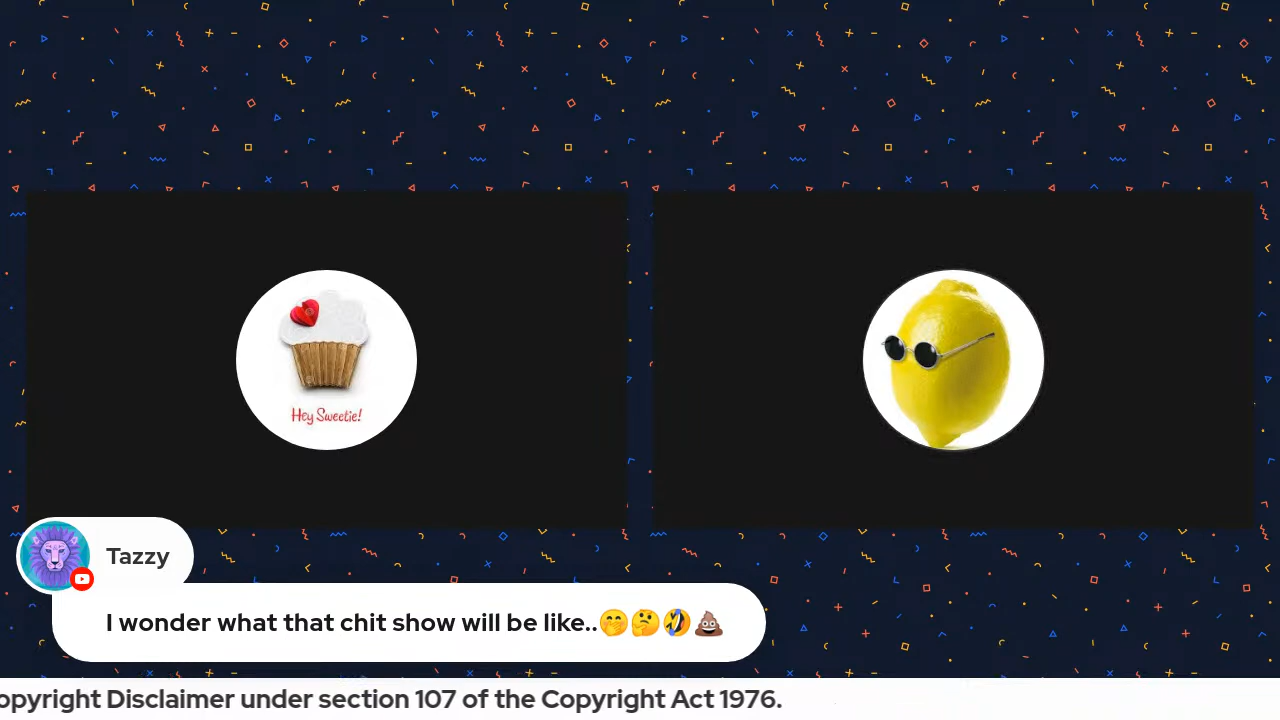 Hey Sweetie!
Tazzy
I wonder what that chit show will be like..🤭🤔🤣💩
opyright Disclaimer under section 107 of the Copyright Act 1976.